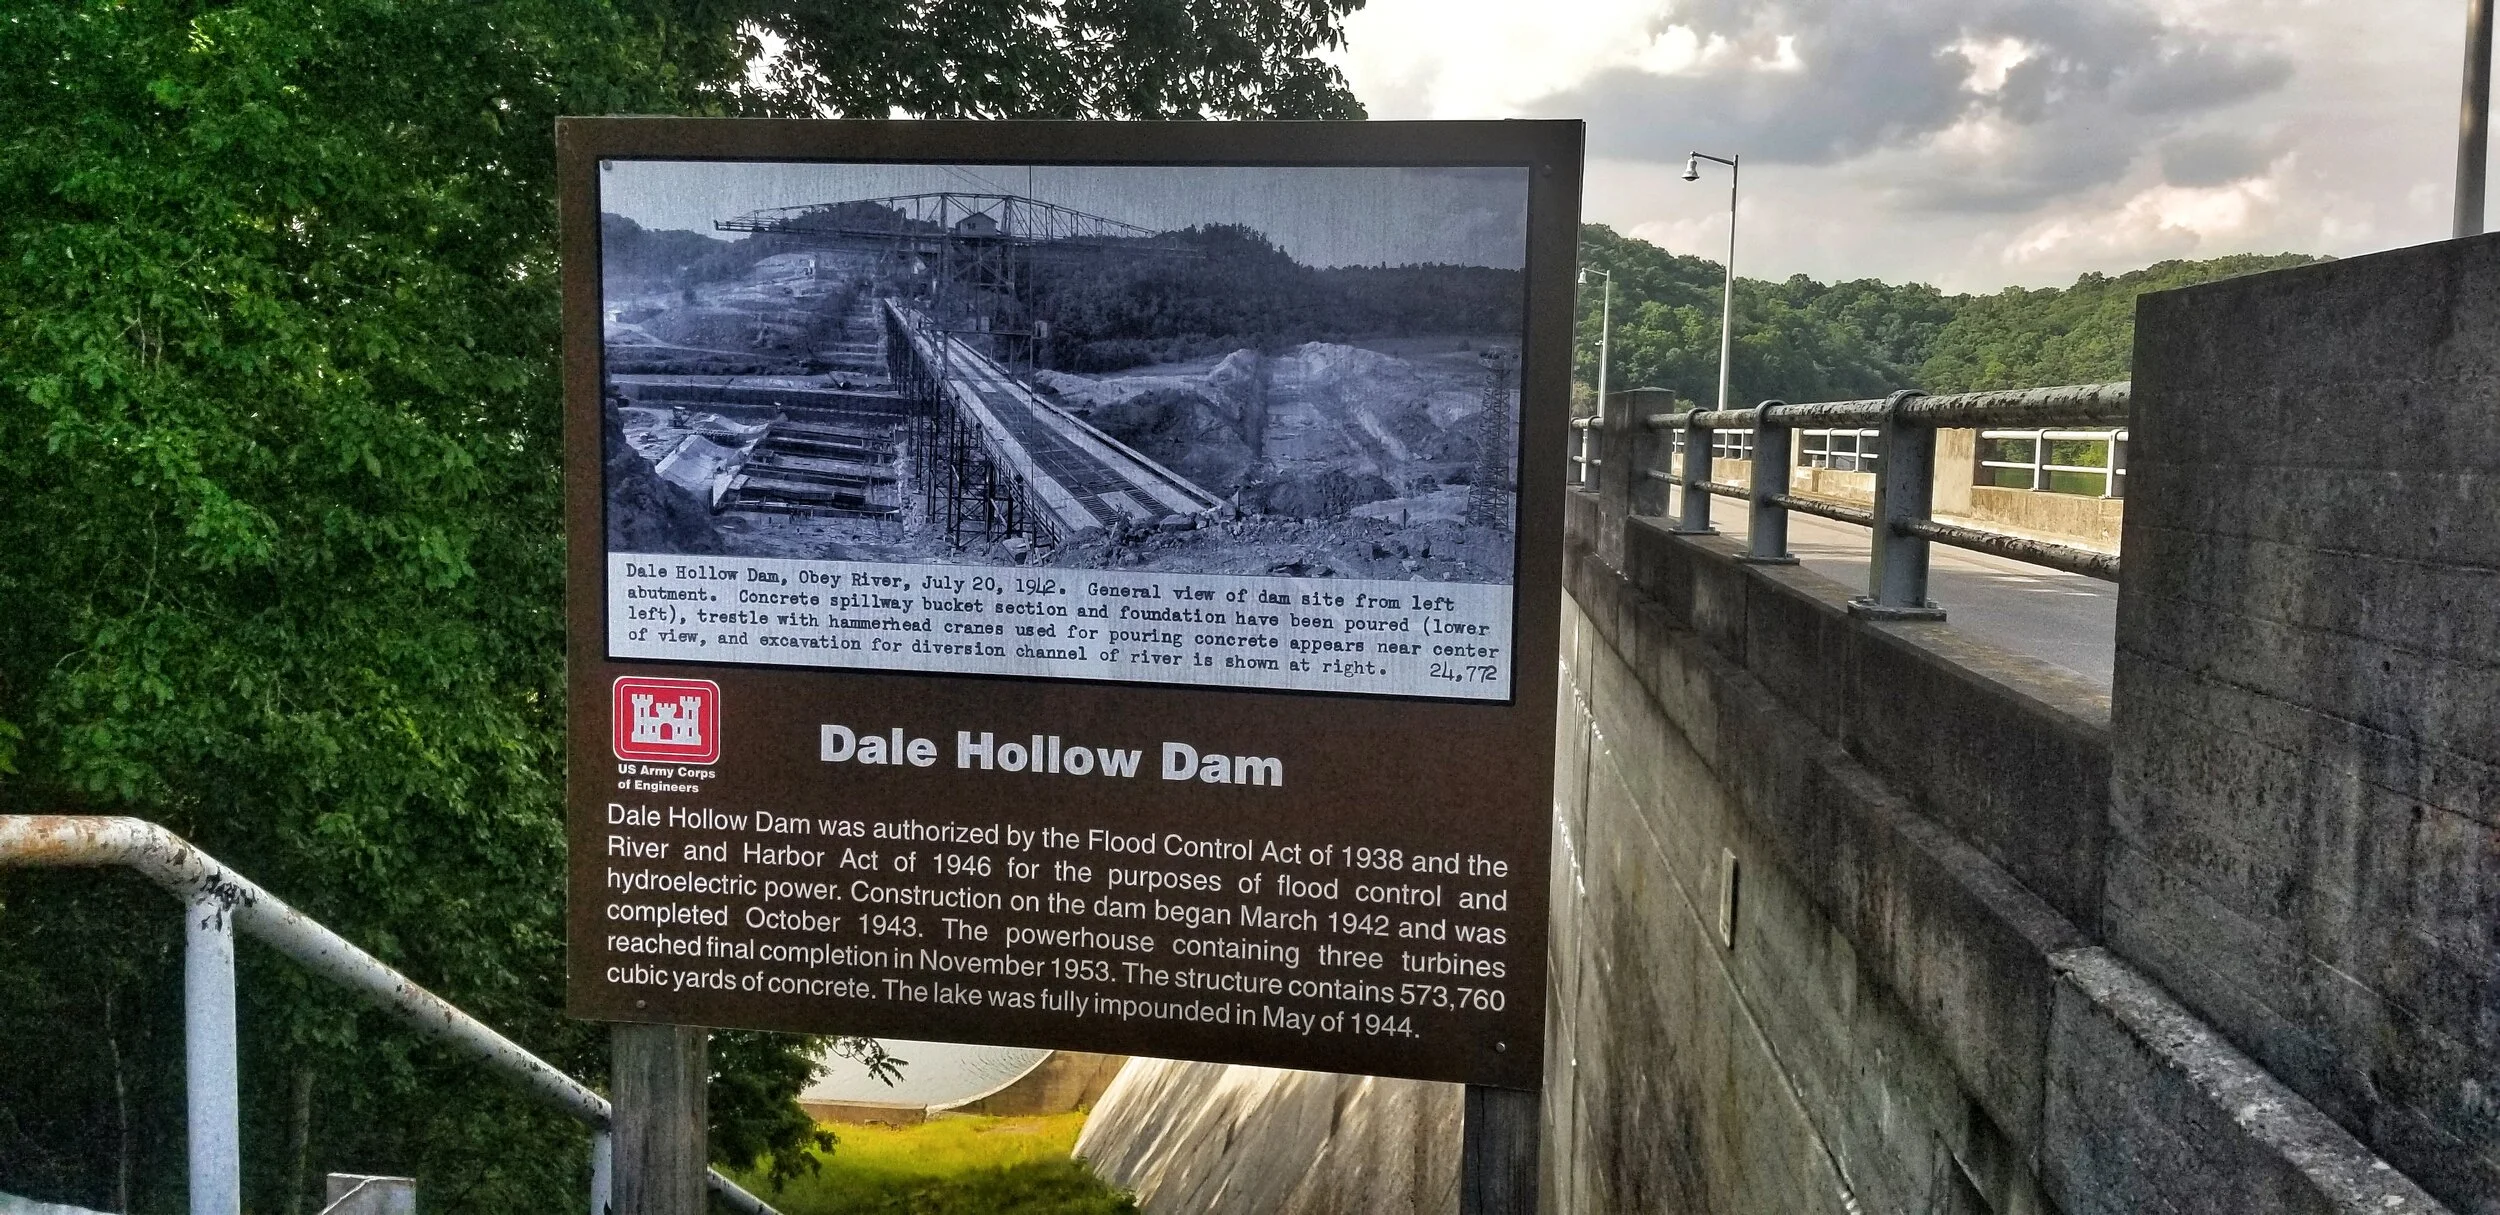 Dale Hollow Dam, Obey River, July 20, 1942. General view of dam site from left
abutment. Concrete spillway bucket section and foundation have been poured (lower
left), trestle with hammerhead cranes used for pouring concrete appears near center
of view, and excavation for diversion channel of river is shown at right. 24,772
US Army Corps
of Engineers
Dale Hollow Dam
Dale Hollow Dam was authorized by the Flood Control Act of 1938 and the
River and Harbor Act of 1946 for the purposes of flood control and
hydroelectric power. Construction on the dam began March 1942 and was
completed October 1943. The powerhouse containing three turbines
reached final completion in November 1953. The structure contains 573,760
cubic yards of concrete. The lake was fully impounded in May of 1944.